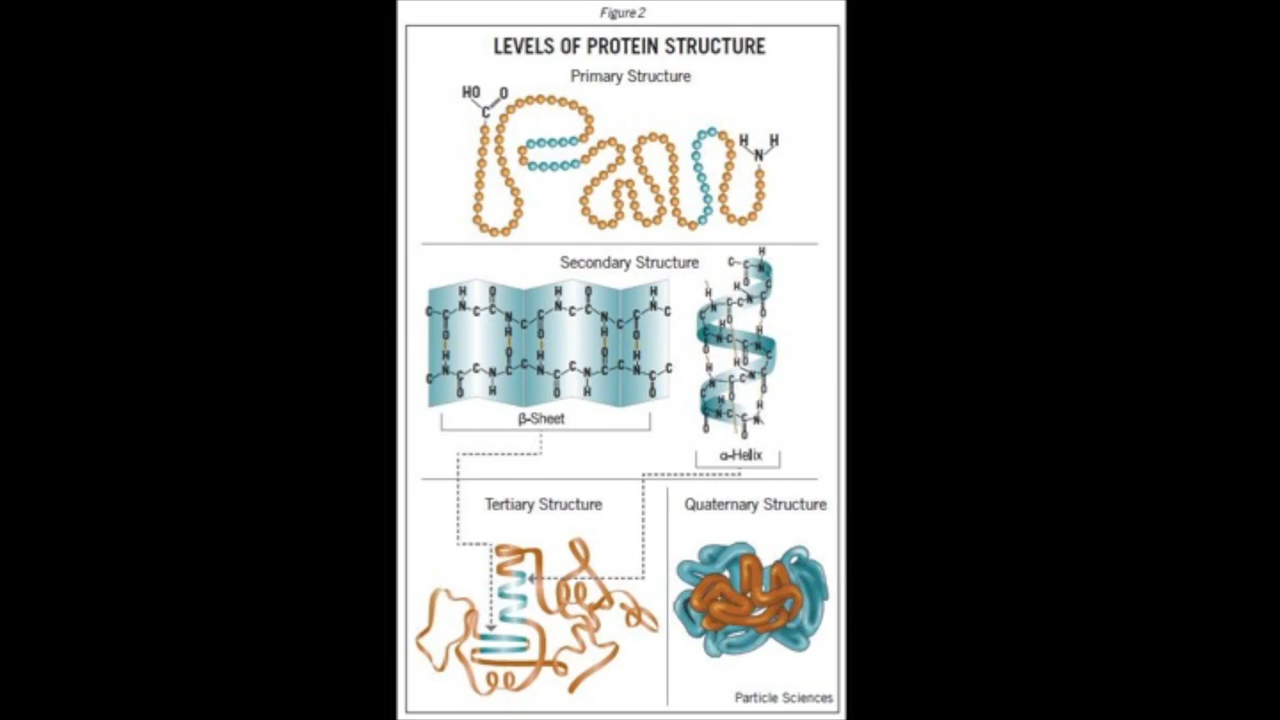 Figure 2
LEVELS OF PROTEIN STRUCTURE
Primary Structure
HO
O
C
H
H
N
Secondary Structure
β-Sheet
α-Helix
Tertiary Structure
Quaternary Structure
Particle Sciences